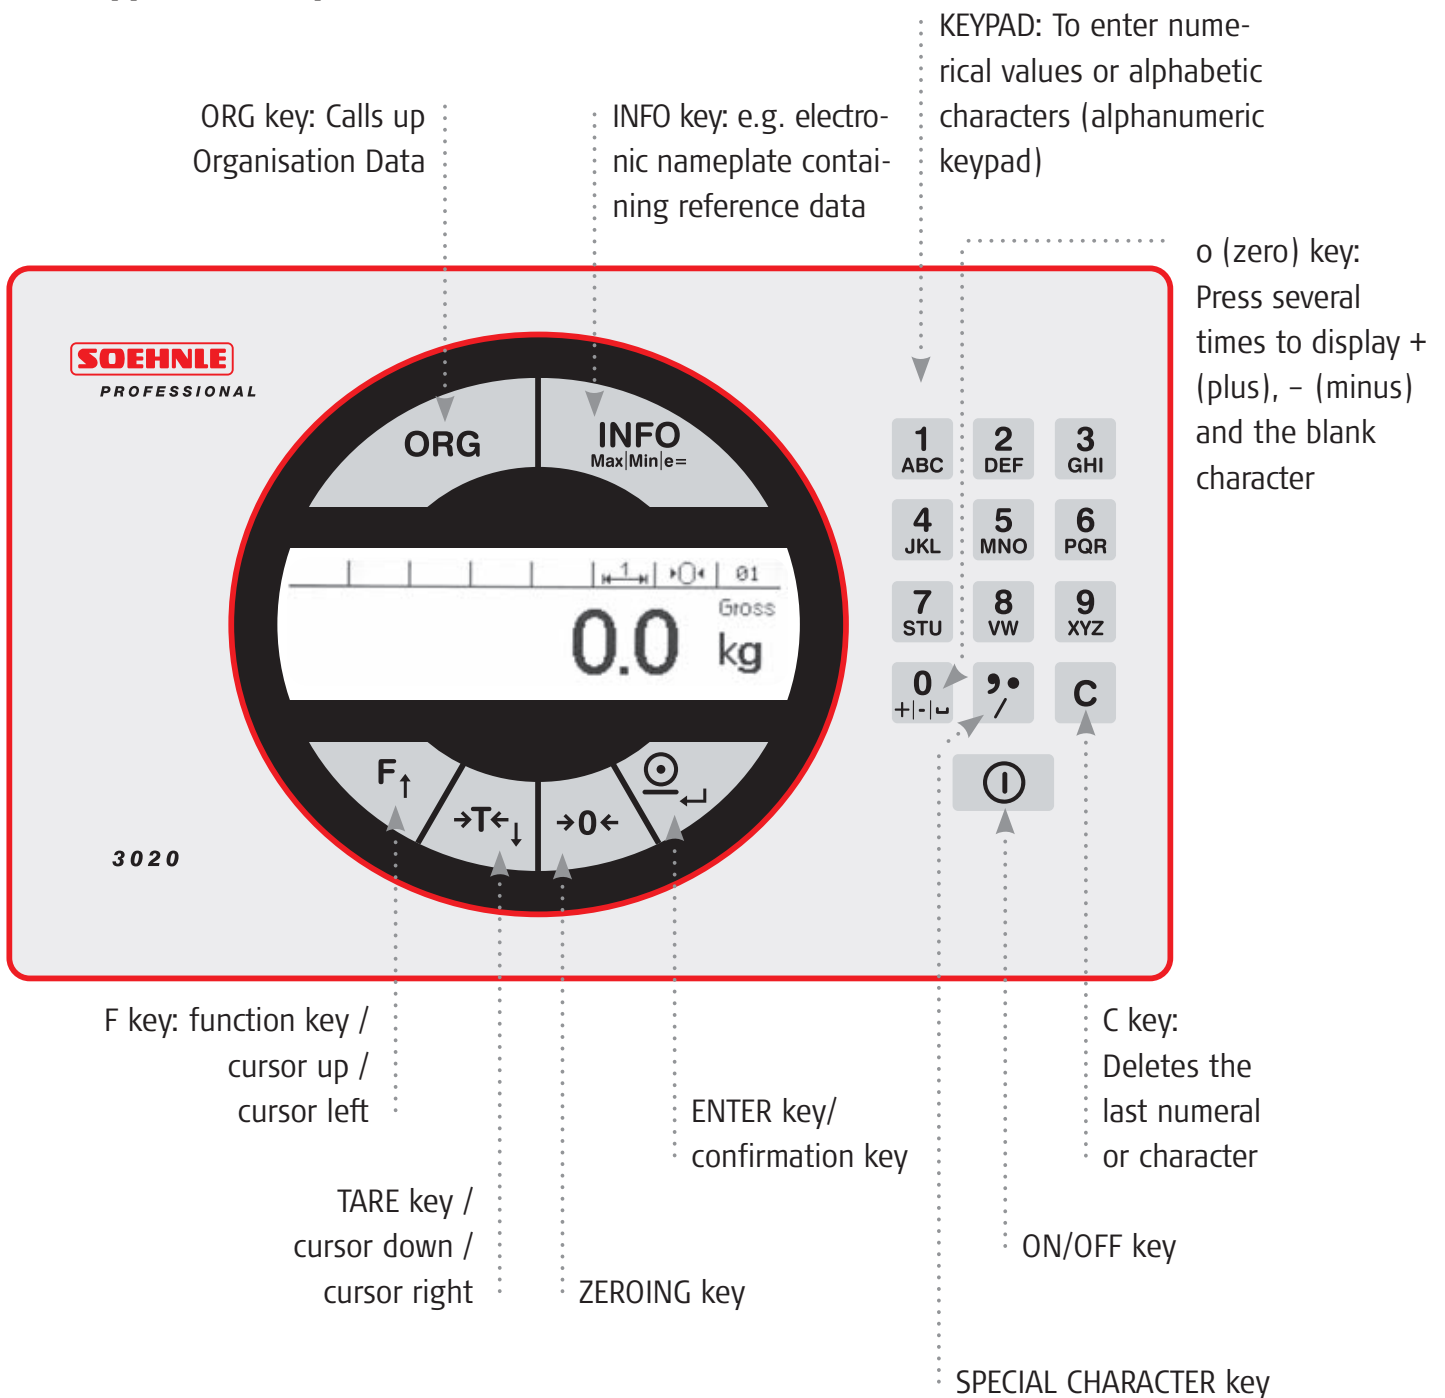 KEYPAD: To enter nume-
rical values or alphabetic
characters (alphanumeric
keypad)
ORG key: Calls up
Organisation Data
INFO key: e.g. electro-
nic nameplate contai-
ning reference data
o (zero) key:
Press several
times to display +
(plus), – (minus)
and the blank
character
SOEHNLE
PROFESSIONAL
ORG
INFO
Max|Min|e=
1
ABC
2
DEF
3
GHI
4
JKL
5
MNO
6
PQR
7
STU
8
VW
9
XYZ
0
+|-|⎵
,•
/
C
1
→0←
01
Gross
0.0 kg
F↑
→T←↓
→0←
3020
F key: function key /
cursor up /
cursor left
TARE key /
cursor down /
cursor right
ZEROING key
ENTER key/
confirmation key
C key:
Deletes the
last numeral
or character
ON/OFF key
SPECIAL CHARACTER key